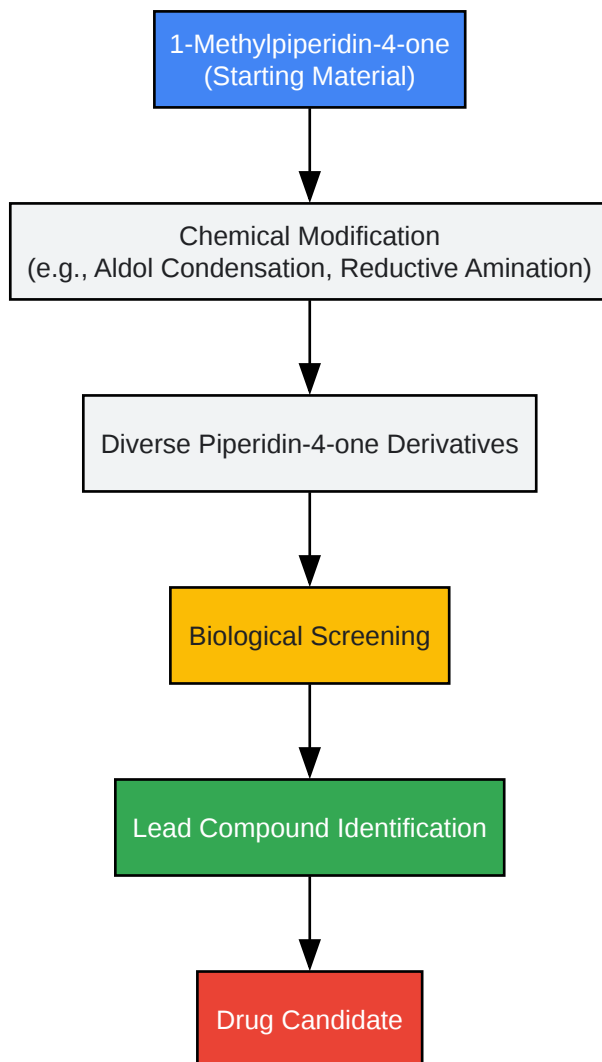 1-Methylpiperidin-4-one
(Starting Material)
Chemical Modification
(e.g., Aldol Condensation, Reductive Amination)
Diverse Piperidin-4-one Derivatives
Biological Screening
Lead Compound Identification
Drug Candidate